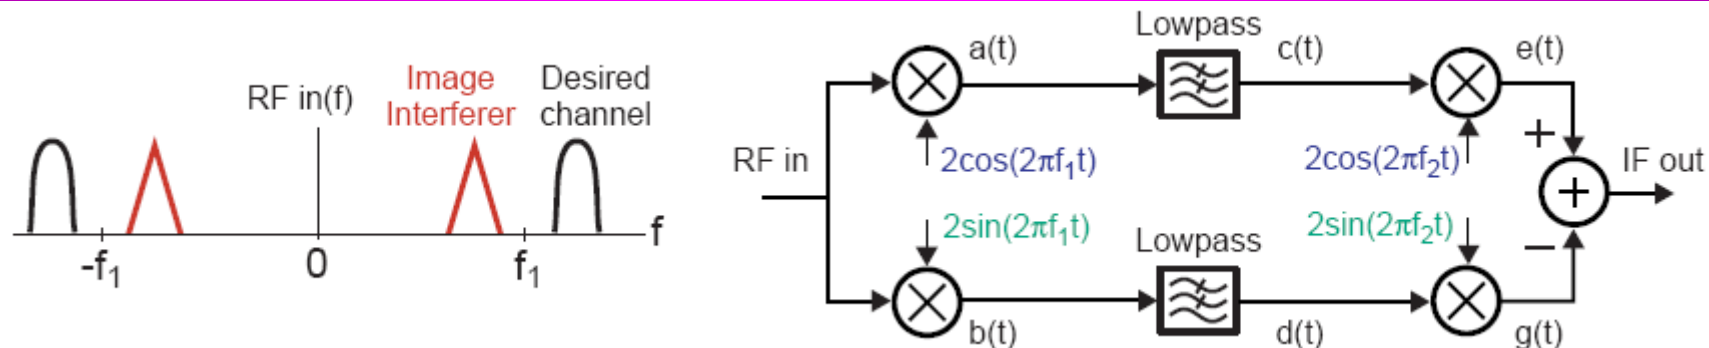 RF in(f)
Image
Interferer
Desired
channel
-f₁
0
f₁
f
RF in
a(t)
Lowpass
c(t)
e(t)
2cos(2πf₁t)
2cos(2πf₂t)
+
+
IF out
2sin(2πf₁t)
Lowpass
2sin(2πf₂t)
−
b(t)
d(t)
g(t)